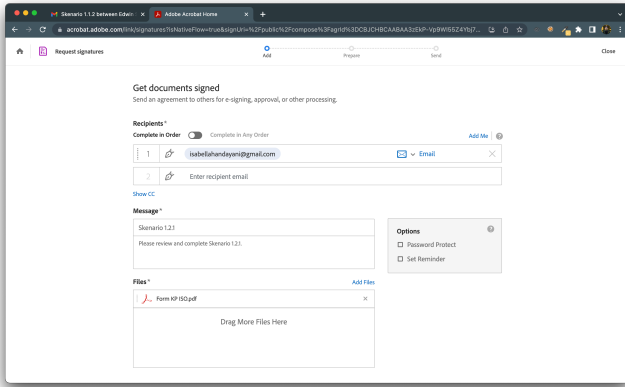 Skenario 1.1.2 between Edwin
Adobe Acrobat Home
acrobat.adobe.com/link/signatures?isNativeFlow=true&signUri=%2Fpublic%2Fcompose%3FagrId%3DCBJCHBCAABAA3zEkP-Vp9Wl55Z4Ybj7...
Request signatures
Add
Prepare
Send
Close
Get documents signed
Send an agreement to others for e-signing, approval, or other processing.
Recipients*
Complete in Order
Complete in Any Order
Add Me
1
isabellahandayani@gmail.com
Email
2
Enter recipient email
Show CC
Message*
Skenario 1.2.1
Please review and complete Skenario 1.2.1.
Options
Password Protect
Set Reminder
Files*
Add Files
Form KP ISO.pdf
Drag More Files Here